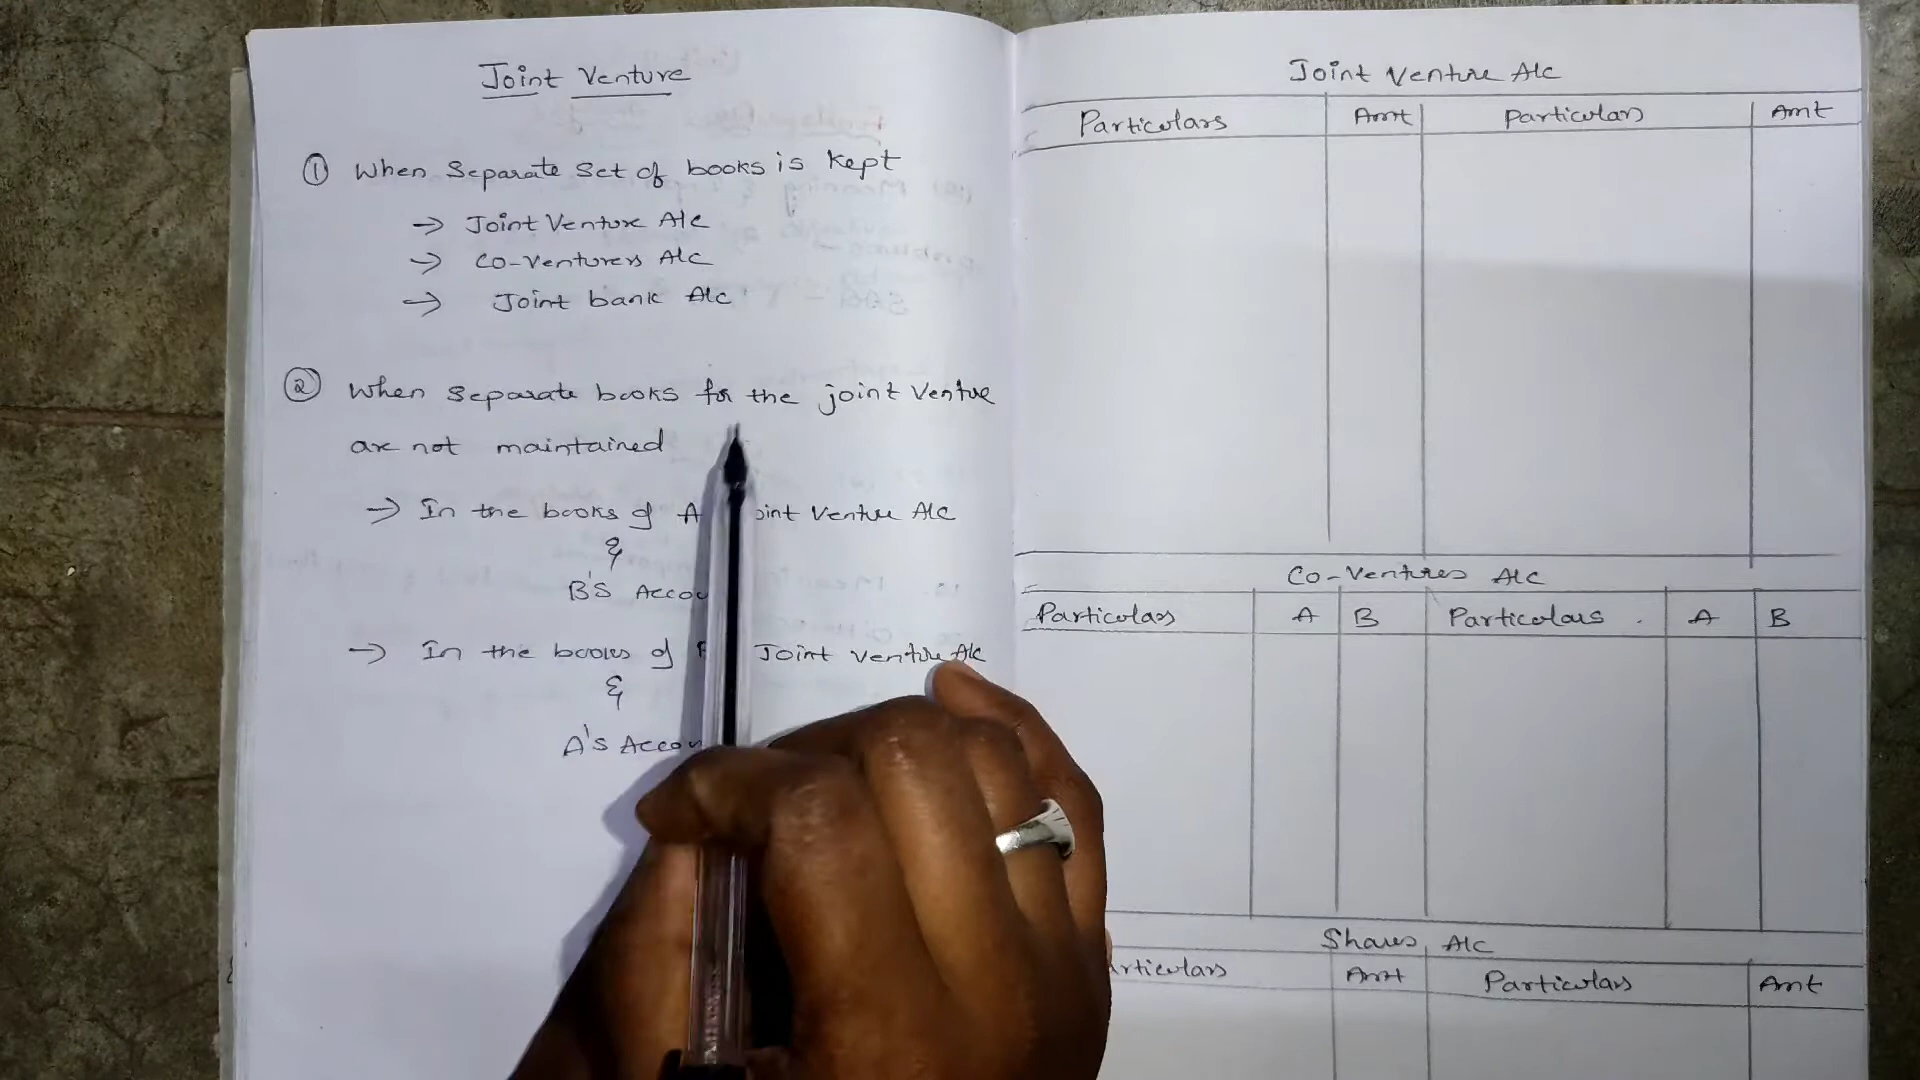 Joint Venture
① When Separate Set of books is kept
→ Joint Venture A/c
→ Co-Venturers A/c
→ Joint bank A/c
② When Separate books for the joint Ventue
are not maintained
→ In the books of A Venture A/c
&
B's
→ In the books of Joint Venture A/c
&
A's
Joint Venture A/c
Particulars Amt Particulars Amt
Co-Ventures A/c
Particulars A B Particulars A B
Shares A/c
Amt Particulars Amt